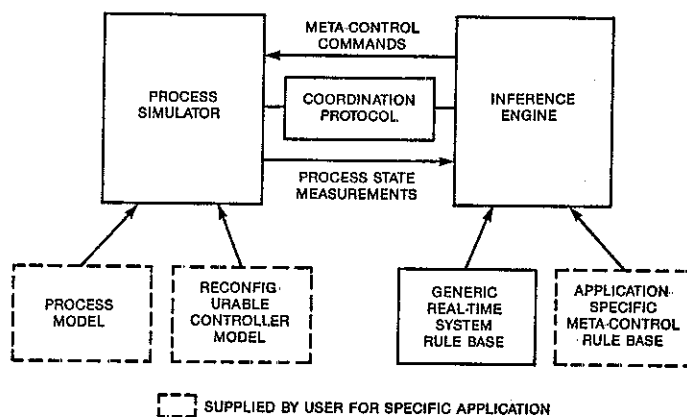 META-CONTROL
COMMANDS
PROCESS
SIMULATOR
COORDINATION
PROTOCOL
INFERENCE
ENGINE
PROCESS STATE
MEASUREMENTS
PROCESS
MODEL
RECONFIG-
URABLE
CONTROLLER
MODEL
GENERIC
REAL-TIME
SYSTEM
RULE BASE
APPLICATION-
SPECIFIC
META-CONTROL
RULE BASE
SUPPLIED BY USER FOR SPECIFIC APPLICATION